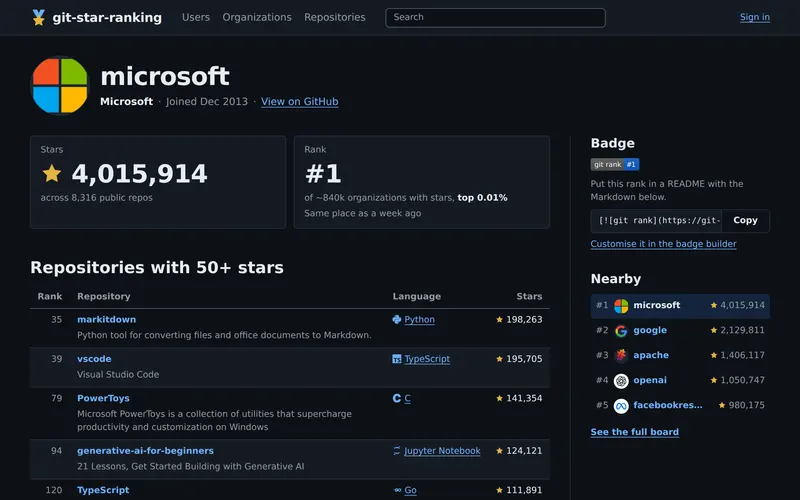 git-star-ranking Users Organizations Repositories Search Sign in
microsoft
Microsoft · Joined Dec 2013 · View on GitHub
Stars
4,015,914
across 8,316 public repos
Rank
#1
of ~840k organizations with stars, top 0.01%
Same place as a week ago
Repositories with 50+ stars
Rank Repository Language Stars
35 markitdown Python 198,263
Python tool for converting files and office documents to Markdown.
39 vscode TypeScript 195,705
Visual Studio Code
79 PowerToys C 141,354
Microsoft PowerToys is a collection of utilities that supercharge
productivity and customization on Windows
94 generative-ai-for-beginners Jupyter Notebook 124,121
21 Lessons, Get Started Building with Generative AI
120 TypeScript Go 111,891
Badge
git rank #1
Put this rank in a README with the
Markdown below.
[![git rank](https://git- Copy
Customise it in the badge builder
Nearby
#1 microsoft 4,015,914
#2 google 2,129,811
#3 apache 1,406,117
#4 openai 1,050,747
#5 facebookres… 980,175
See the full board